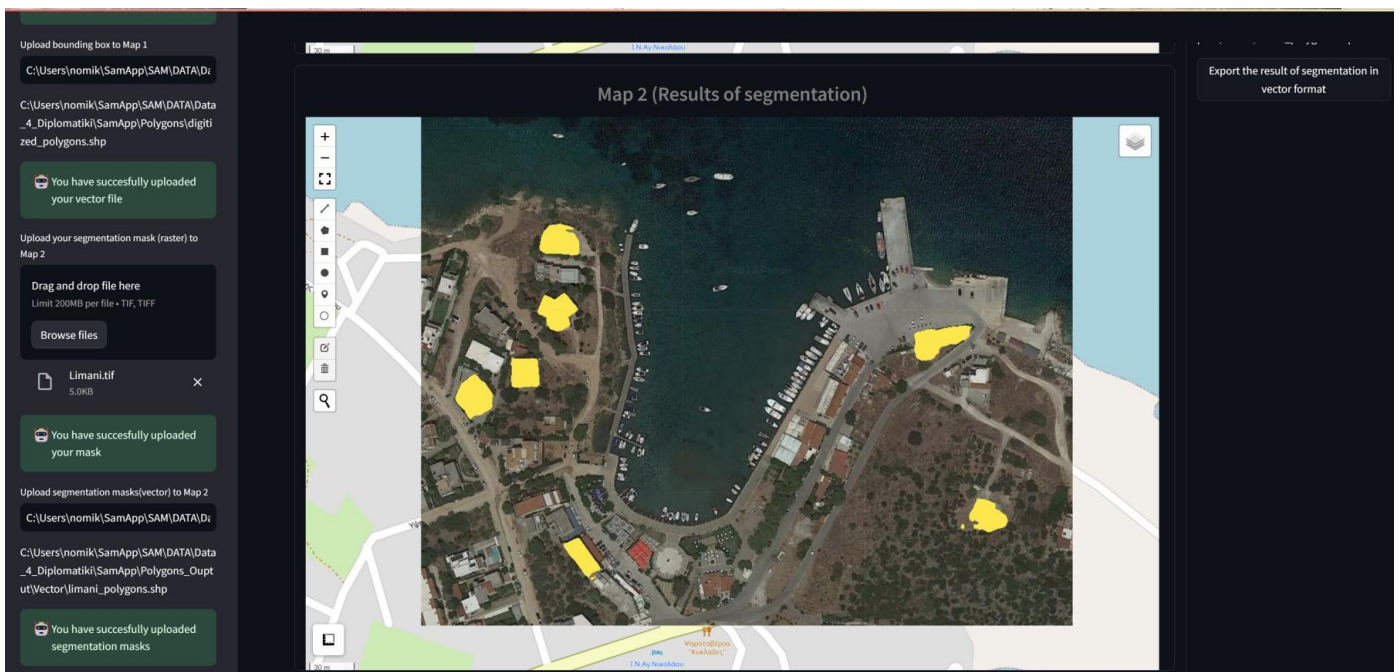 Upload bounding box to Map 1
C:\Users\nomik\SamApp\SAM\DATA\Da
C:\Users\nomik\SamApp\SAM\DATA\Data
_4_Diplomatiki\SamApp\Polygons\digiti
zed_polygons.shp
You have succesfully uploaded
your vector file
Upload your segmentation mask (raster) to
Map 2
Drag and drop file here
Limit 200MB per file • TIF, TIFF
Browse files
Limani.tif
5.0KB
You have succesfully uploaded
your mask
Upload segmentation masks(vector) to Map 2
C:\Users\nomik\SamApp\SAM\DATA\Da
C:\Users\nomik\SamApp\SAM\DATA\Data
_4_Diplomatiki\SamApp\Polygons_Oupt
ut\Vector\limani_polygons.shp
You have succesfully uploaded
segmentation masks
30 m
Ι.Ν Αγ.Νικολάου
Map 2 (Results of segmentation)
+
−
Ψαροταβέρνα
"Κυκλάδες"
Ι.Ν Αγ.Νικολάου
30 m
Export the result of segmentation in
vector format